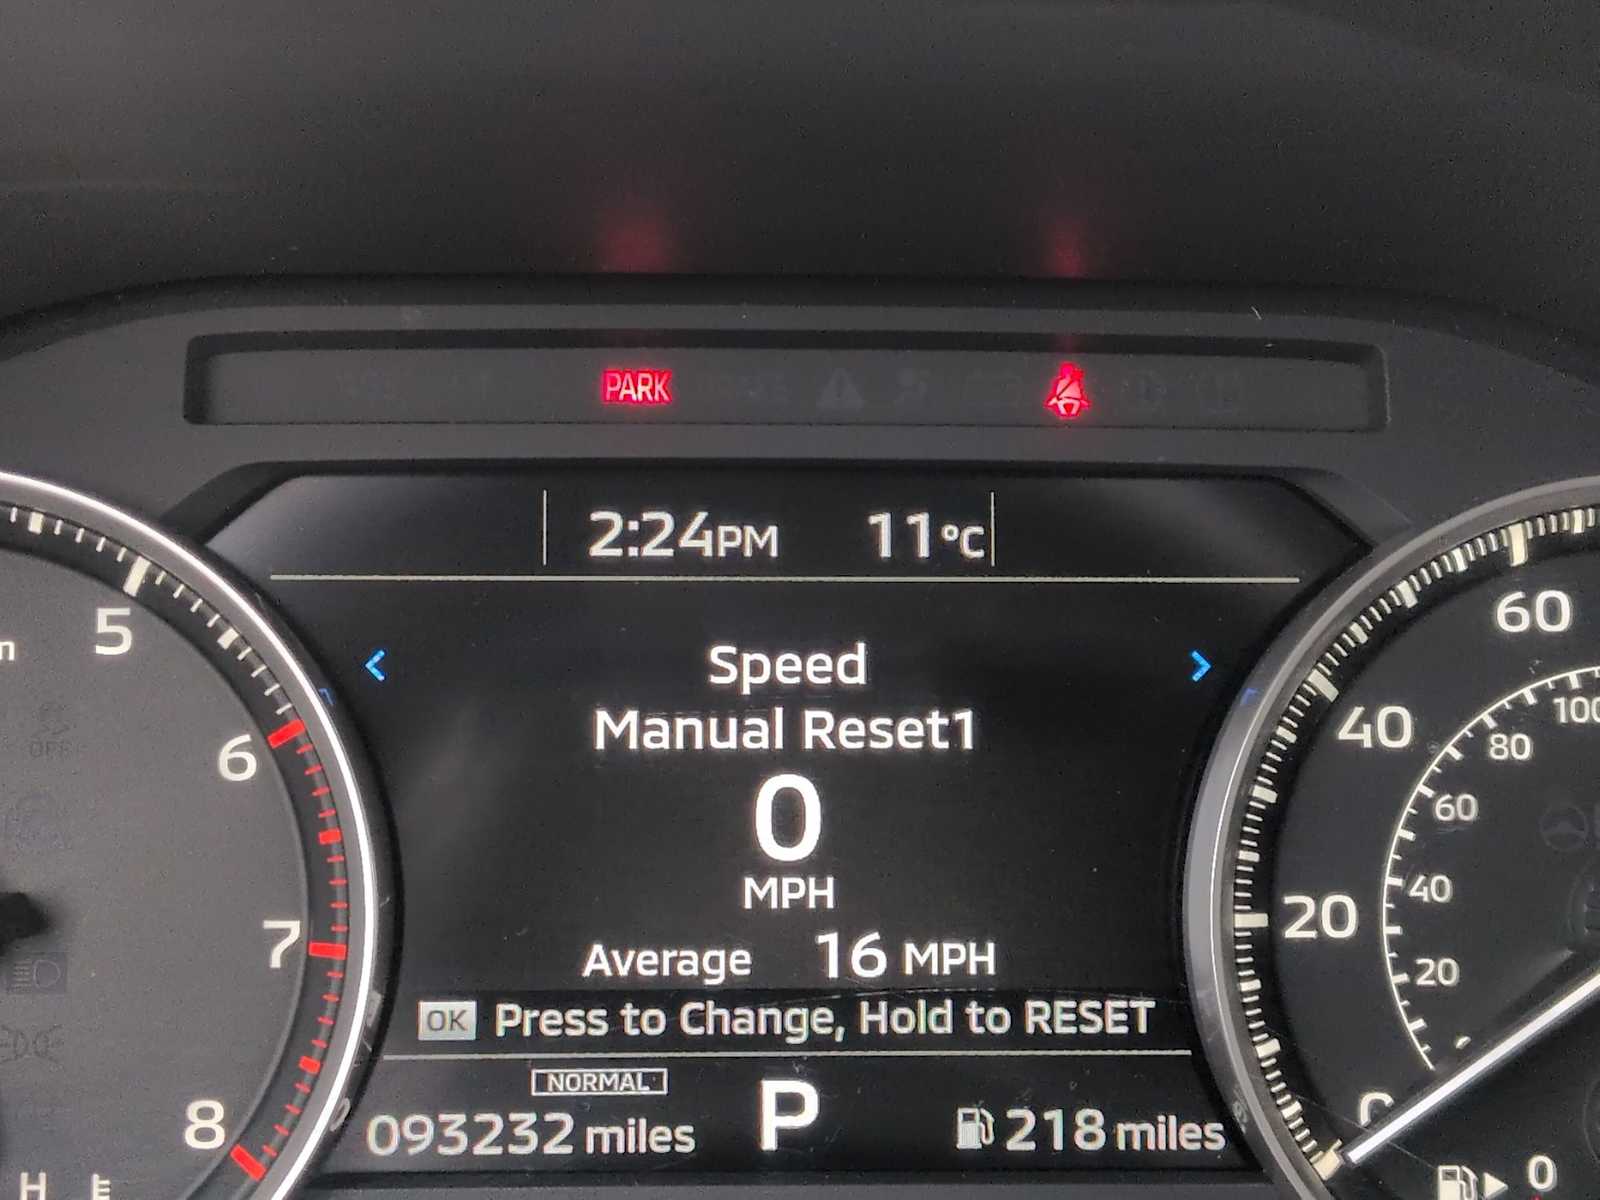 PARK
2:24PM 11°C
Speed
Manual Reset1
0
MPH
Average 16 MPH
OK Press to Change, Hold to RESET
NORMAL
093232 miles P 218 miles
5
6
7
8
H E
OFF
60
40
20
100
80
60
40
20
0